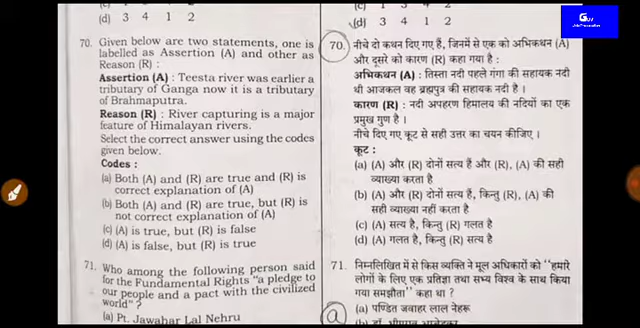 (d) 3 4 1 2
70. Given below are two statements, one is
labelled as Assertion (A) and other as
Reason (R) :
Assertion (A) : Teesta river was earlier a
tributary of Ganga now it is a tributary
of Brahmaputra.
Reason (R) : River capturing is a major
feature of Himalayan rivers.
Select the correct answer using the codes
given below.
Codes :
(a) Both (A) and (R) are true and (R) is
correct explanation of (A)
(b) Both (A) and (R) are true, but (R) is
not correct explanation of (A)
(c) (A) is true, but (R) is false
(d) (A) is false, but (R) is true
71. Who among the following person said
for the Fundamental Rights "a pledge to
our people and a pact with the civilized
world" ?
(a) Pt. Jawahar Lal Nehru
(c) 1 3 4 2
(d) 3 4 1 2
70. नीचे दो कथन दिए गए हैं, जिनमें से एक को अभिकथन (A)
और दूसरे को कारण (R) कहा गया है :
अभिकथन (A) : तिस्ता नदी पहले गंगा की सहायक नदी
थी आजकल वह ब्रह्मपुत्र की सहायक नदी है ।
कारण (R) : नदी अपहरण हिमालय की नदियों का एक
प्रमुख गुण है ।
नीचे दिए गए कूट से सही उत्तर का चयन कीजिए ।
कूट :
(a) (A) और (R) दोनों सत्य हैं और (R), (A) की सही
व्याख्या करता है
(b) (A) और (R) दोनों सत्य हैं, किन्तु (R), (A) की
सही व्याख्या नहीं करता है
(c) (A) सत्य है, किन्तु (R) गलत है
(d) (A) गलत है, किन्तु (R) सत्य है
71. निम्नलिखित में से किस व्यक्ति ने मूल अधिकारों को "हमारे
लोगों के लिए एक प्रतिज्ञा तथा सभ्य विश्व के साथ किया
गया समझौता" कहा था ?
(a) पण्डित जवाहर लाल नेहरू
a